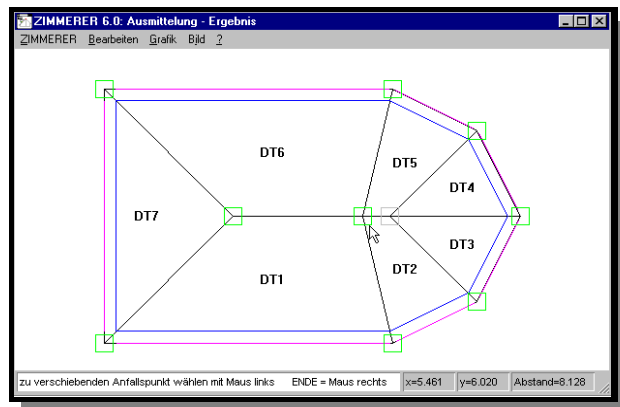 ZIMMERER 6.0: Ausmittelung - Ergebnis
ZIMMERER Bearbeiten Grafik Bild ?
DT6
DT5
DT4
DT7
DT3
DT2
DT1
zu verschiebenden Anfallspunkt wählen mit Maus links ENDE = Maus rechts x=5.461 y=6.020 Abstand=8.128